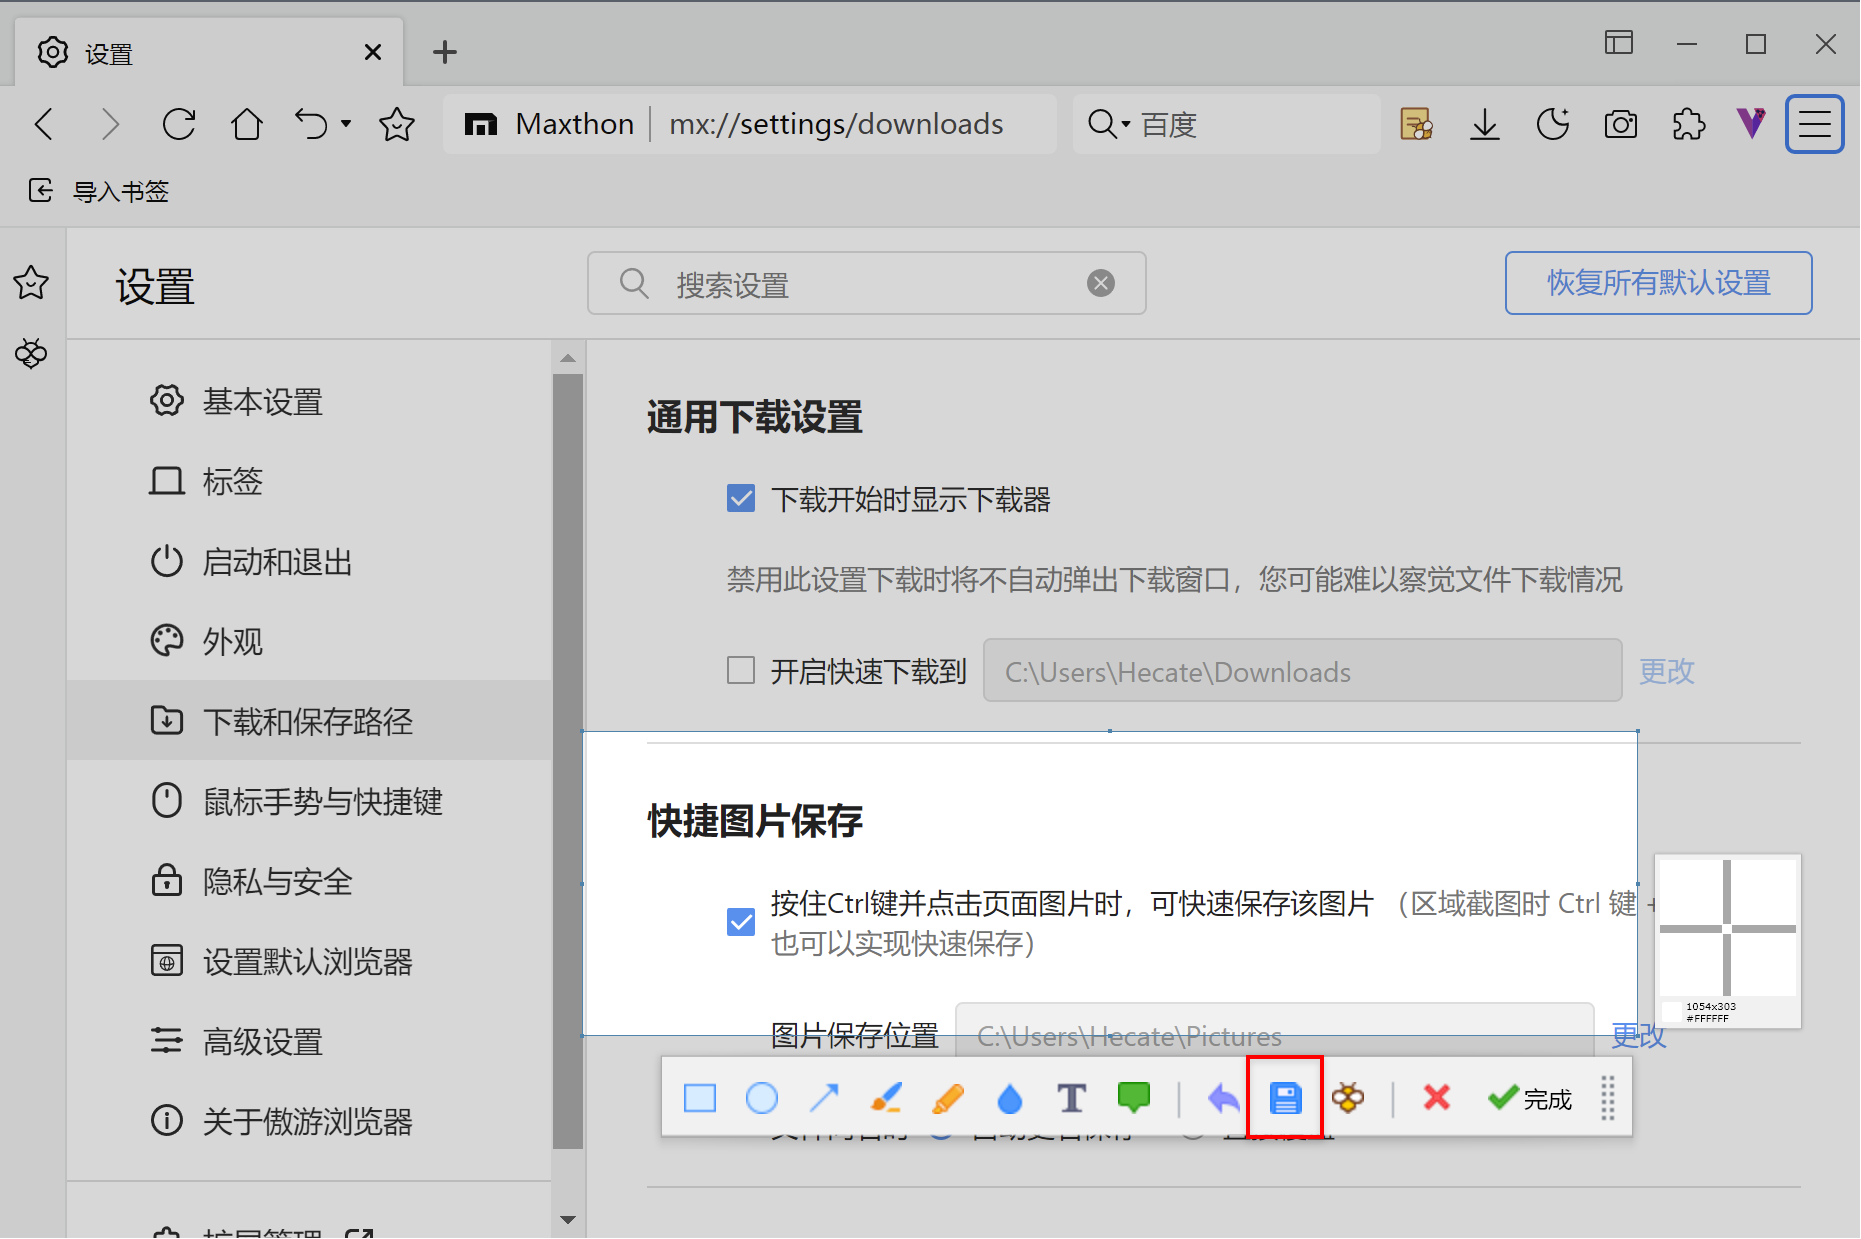 设置
Maxthon
mx://settings/downloads
百度
导入书签
设置
搜索设置
恢复所有默认设置
基本设置
标签
启动和退出
外观
下载和保存路径
鼠标手势与快捷键
隐私与安全
设置默认浏览器
高级设置
关于傲游浏览器
通用下载设置
下载开始时显示下载器
禁用此设置下载时将不自动弹出下载窗口，您可能难以察觉文件下载情况
开启快速下载到
C:\Users\Hecate\Downloads
更改
快捷图片保存
按住Ctrl键并点击页面图片时，可快速保存该图片 （区域截图时 Ctrl 键 +
也可以实现快速保存）
图片保存位置
C:\Users\Hecate\Pictures
更改
1054x303
#FFFFFF
T
完成